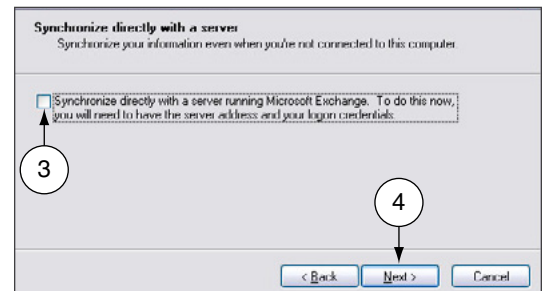 Synchronize directly with a server
Synchronize your information even when you're not connected to this computer.
Synchronize directly with a server running Microsoft Exchange. To do this now,
you will need to have the server address and your logon credentials.
3
4
< Back Next > Cancel